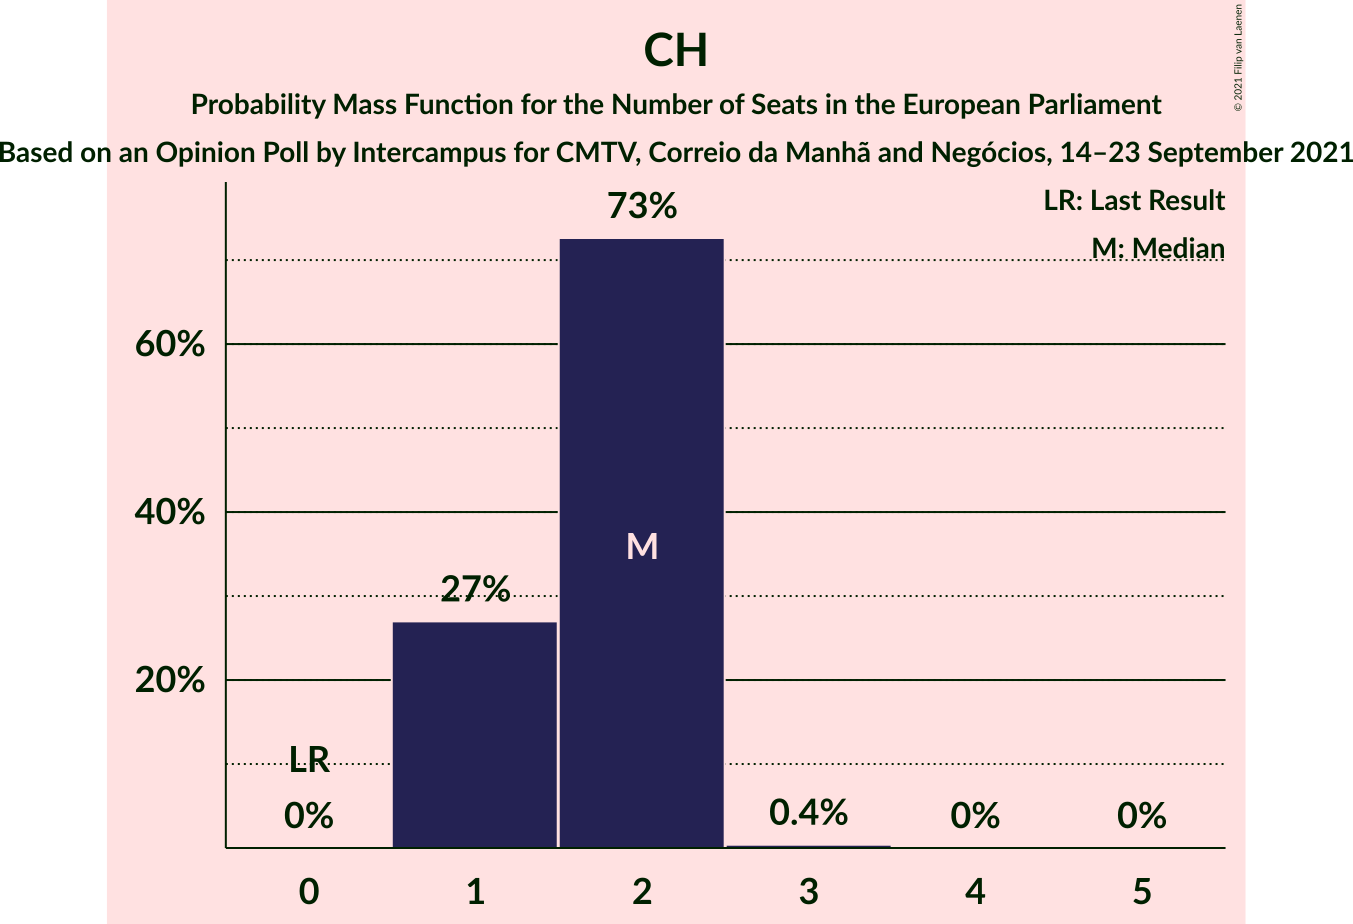 CH
Probability Mass Function for the Number of Seats in the European Parliament
Based on an Opinion Poll by Intercampus for CMTV, Correio da Manhã and Negócios, 14–23 September 2021
© 2021 Filip van Laenen
LR: Last Result
M: Median
73%
60%
40%
M
27%
20%
LR
0%
0.4%
0%
0%
0 1 2 3 4 5